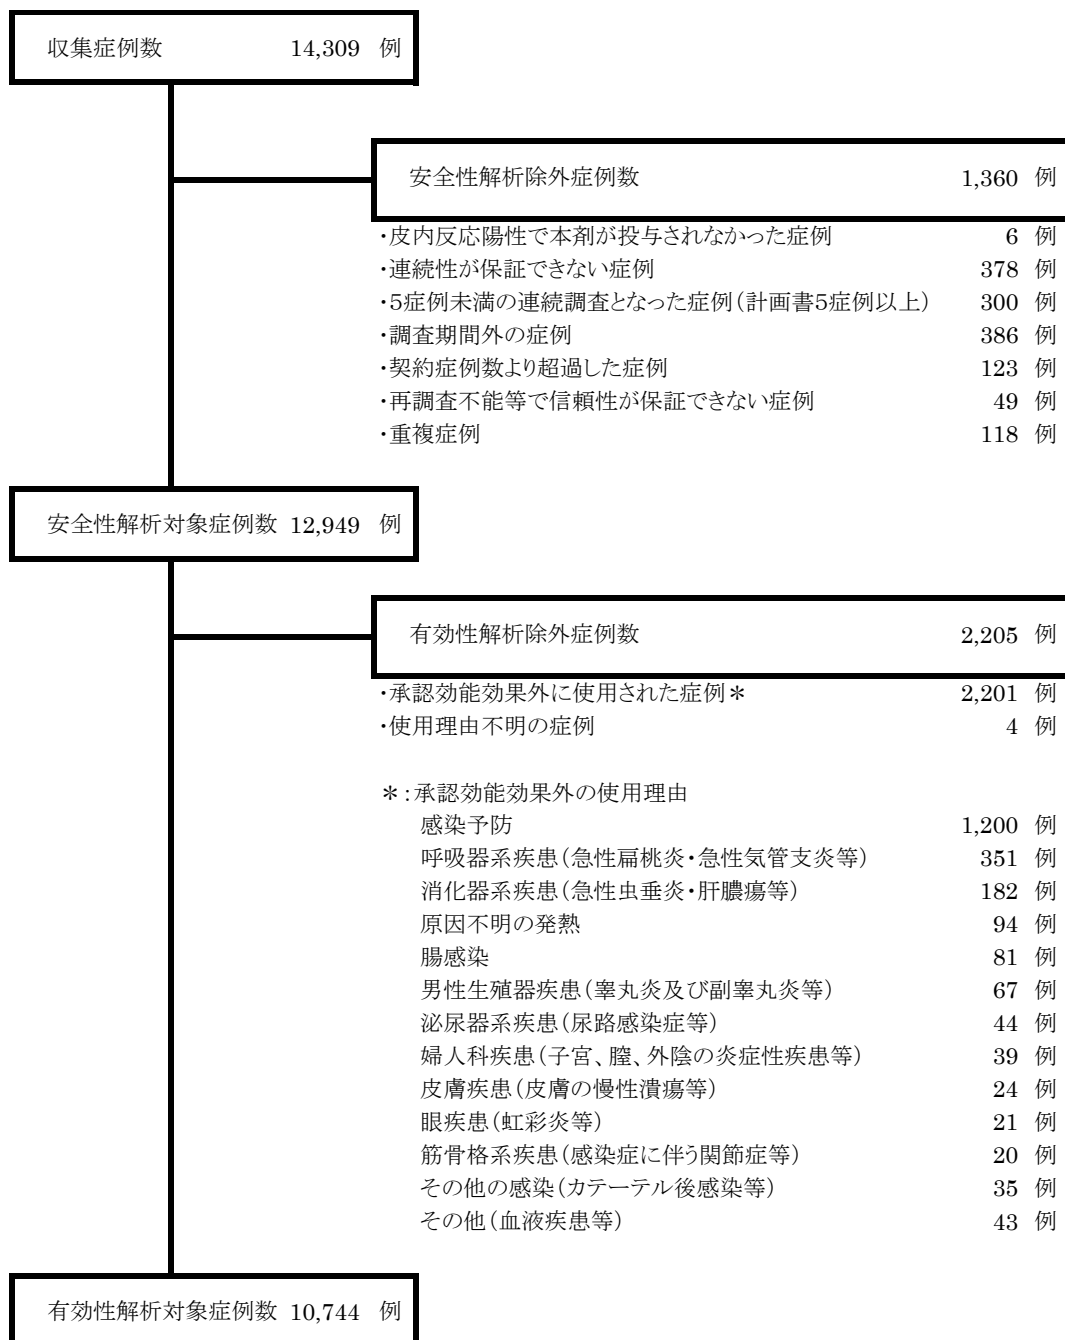 収集症例数 14,309 例
安全性解析除外症例数 1,360 例
・皮内反応陽性で本剤が投与されなかった症例 6 例
・連続性が保証できない症例 378 例
・5症例未満の連続調査となった症例(計画書5症例以上) 300 例
・調査期間外の症例 386 例
・契約症例数より超過した症例 123 例
・再調査不能等で信頼性が保証できない症例 49 例
・重複症例 118 例
安全性解析対象症例数 12,949 例
有効性解析除外症例数 2,205 例
・承認効能効果外に使用された症例＊ 2,201 例
・使用理由不明の症例 4 例
＊:承認効能効果外の使用理由
感染予防 1,200 例
呼吸器系疾患(急性扁桃炎・急性気管支炎等) 351 例
消化器系疾患(急性虫垂炎・肝膿瘍等) 182 例
原因不明の発熱 94 例
腸感染 81 例
男性生殖器疾患(睾丸炎及び副睾丸炎等) 67 例
泌尿器系疾患(尿路感染症等) 44 例
婦人科疾患(子宮、膣、外陰の炎症性疾患等) 39 例
皮膚疾患(皮膚の慢性潰瘍等) 24 例
眼疾患(虹彩炎等) 21 例
筋骨格系疾患(感染症に伴う関節症等) 20 例
その他の感染(カテーテル後感染等) 35 例
その他(血液疾患等) 43 例
有効性解析対象症例数 10,744 例